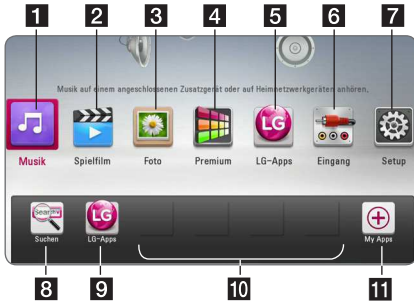 1 2 3 4 5 6 7
Musik auf einem angeschlossenen Zusatzgerät oder auf Heimnetzwerkgeräten anhören.
LG
Musik Spielfilm Foto Premium LG-Apps Eingang Setup
Search LG
Suchen LG-Apps My Apps
8 9 10 11